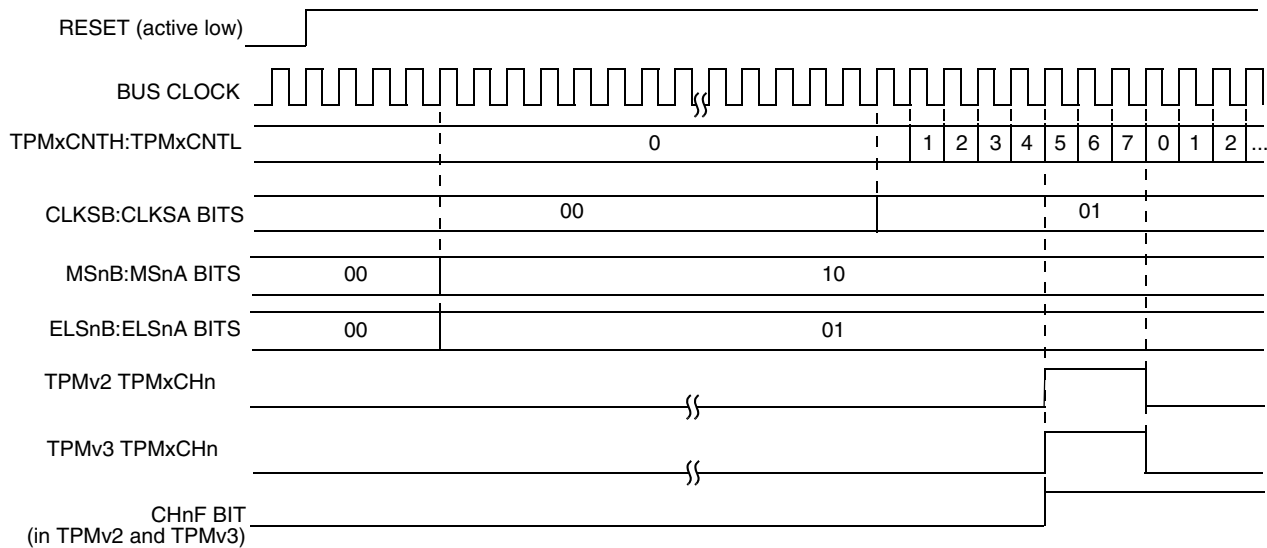 RESET (active low)
BUS CLOCK
TPMxCNTH:TPMxCNTL 0 1 2 3 4 5 6 7 0 1 2 ...
CLKSB:CLKSA BITS 00 01
MSnB:MSnA BITS 00 10
ELSnB:ELSnA BITS 00 01
TPMv2 TPMxCHn
TPMv3 TPMxCHn
CHnF BIT
(in TPMv2 and TPMv3)